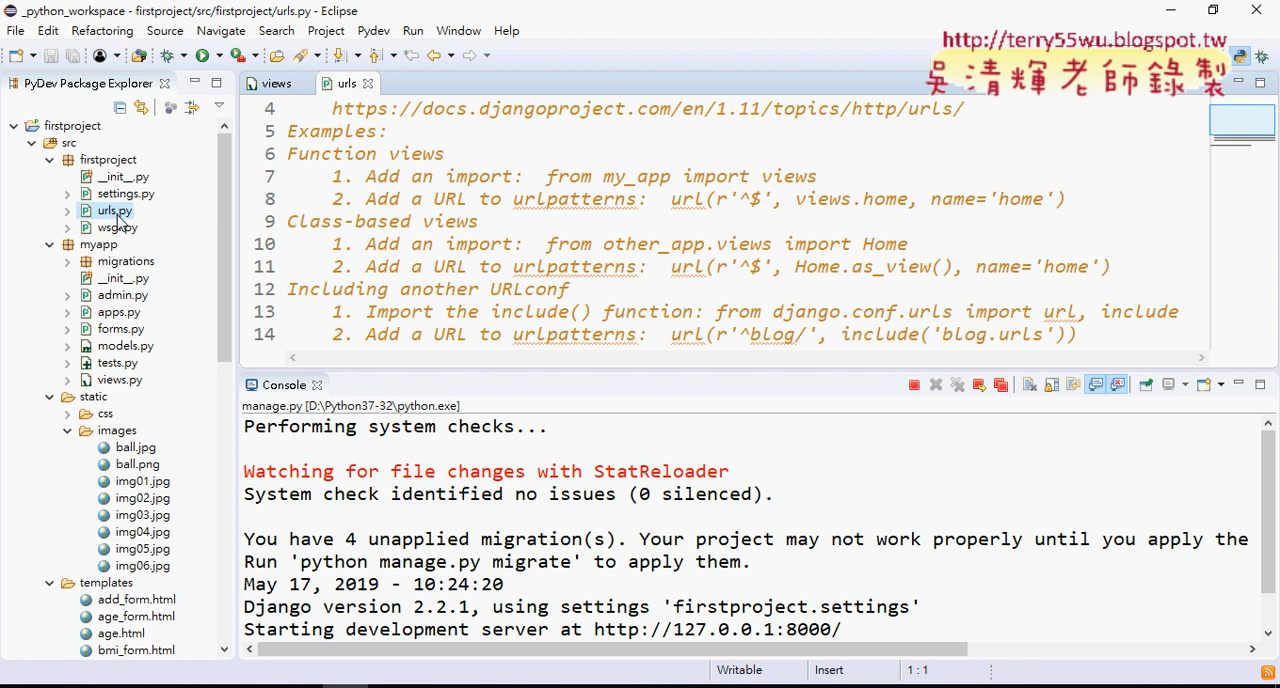 _python_workspace - firstproject/src/firstproject/urls.py - Eclipse
File Edit Refactoring Source Navigate Search Project Pydev Run Window Help
http://terry55wu.blogspot.tw
吳清輝老師錄製
PyDev Package Explorer
views
urls
firstproject
src
firstproject
__init__.py
settings.py
urls.py
wsgi.py
myapp
migrations
__init__.py
admin.py
apps.py
forms.py
models.py
tests.py
views.py
static
css
images
ball.jpg
ball.png
img01.jpg
img02.jpg
img03.jpg
img04.jpg
img05.jpg
img06.jpg
templates
add_form.html
age_form.html
age.html
bmi_form.html
4 https://docs.djangoproject.com/en/1.11/topics/http/urls/
5 Examples:
6 Function views
7 1. Add an import:  from my_app import views
8 2. Add a URL to urlpatterns:  url(r'^$', views.home, name='home')
9 Class-based views
10 1. Add an import:  from other_app.views import Home
11 2. Add a URL to urlpatterns:  url(r'^$', Home.as_view(), name='home')
12 Including another URLconf
13 1. Import the include() function: from django.conf.urls import url, include
14 2. Add a URL to urlpatterns:  url(r'^blog/', include('blog.urls'))
Console
manage.py [D:\Python37-32\python.exe]
Performing system checks...
Watching for file changes with StatReloader
System check identified no issues (0 silenced).
You have 4 unapplied migration(s). Your project may not work properly until you apply the
Run 'python manage.py migrate' to apply them.
May 17, 2019 - 10:24:20
Django version 2.2.1, using settings 'firstproject.settings'
Starting development server at http://127.0.0.1:8000/
Writable
Insert
1 : 1